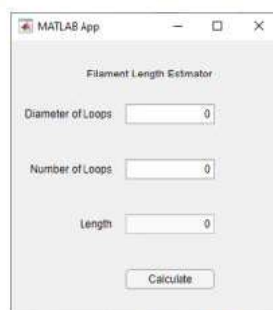 MATLAB App
Filament Length Estimator
Diameter of Loops 0
Number of Loops 0
Length 0
Calculate